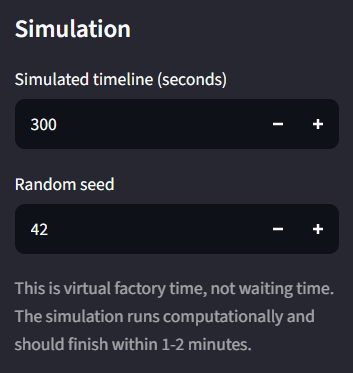 Simulation
Simulated timeline (seconds)
300
Random seed
42
This is virtual factory time, not waiting time.
The simulation runs computationally and
should finish within 1-2 minutes.